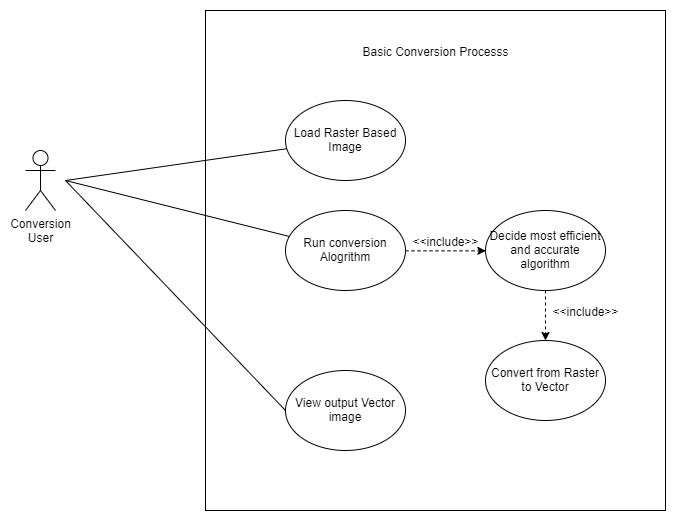 Basic Conversion Processs
Load Raster Based
Image
Conversion
User
Run conversion
Alogrithm
<<include>>
Decide most efficient
and accurate
algorithm
<<include>>
Convert from Raster
to Vector
View output Vector
image